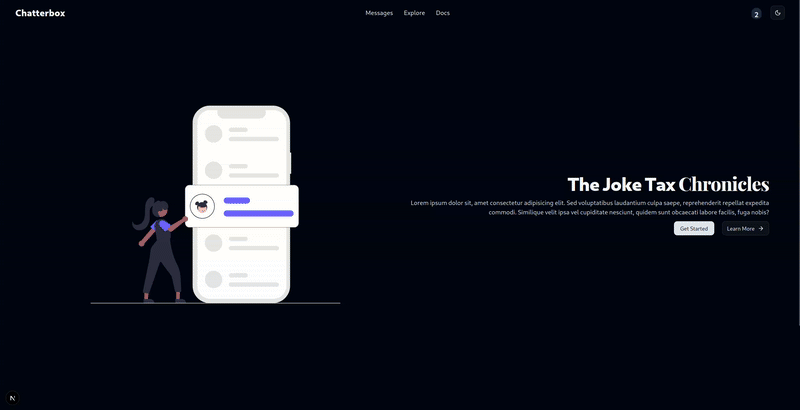 Chatterbox
Messages Explore Docs
2
The Joke Tax Chronicles
Lorem ipsum dolor sit, amet consectetur adipisicing elit. Sed voluptatibus laudantium culpa saepe, reprehenderit repellat expedita
commodi. Similique velit ipsa vel cupiditate nesciunt, quidem sunt obcaecati labore facilis, fuga nobis?
Get Started Learn More
N